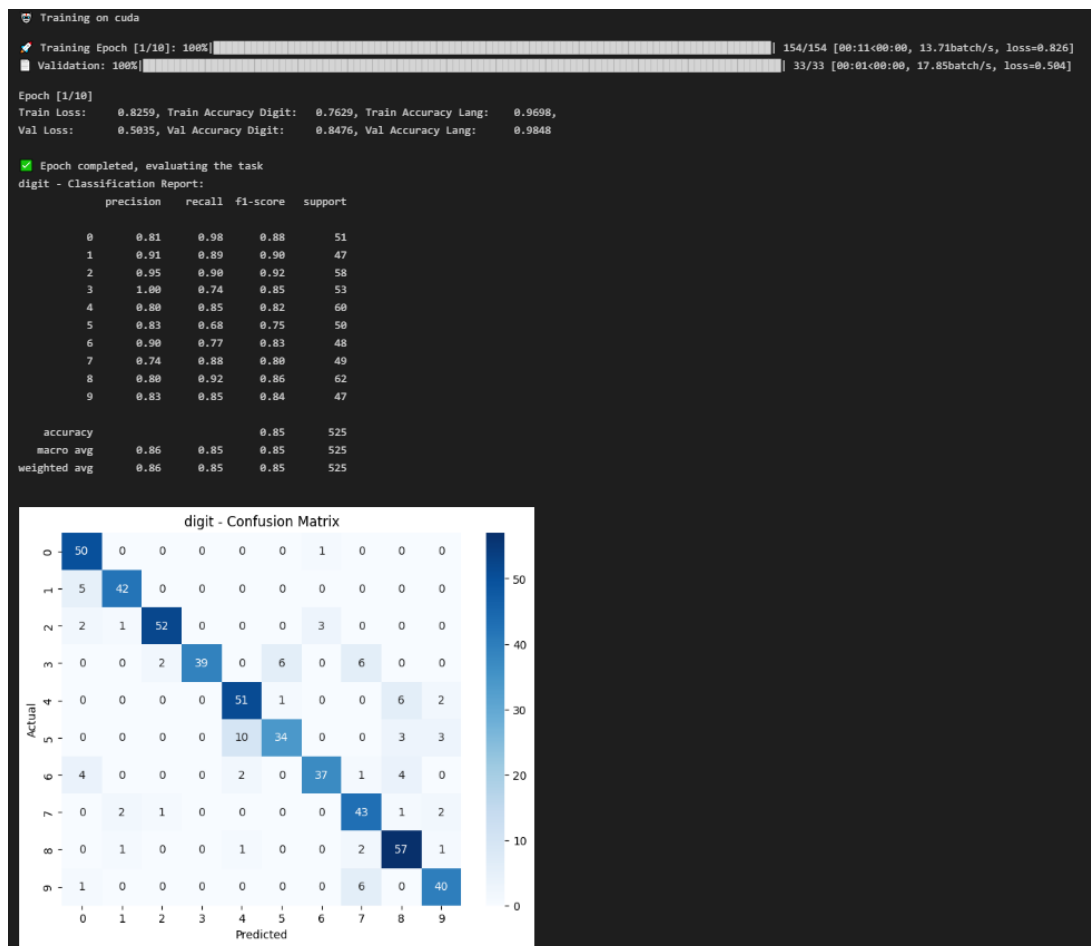 Training on cuda
Training Epoch [1/10]: 100%| | 154/154 [00:11<00:00, 13.71batch/s, loss=0.826]
Validation: 100%| | 33/33 [00:01<00:00, 17.85batch/s, loss=0.504]
Epoch [1/10]
Train Loss: 0.8259, Train Accuracy Digit: 0.7629, Train Accuracy Lang: 0.9698,
Val Loss: 0.5035, Val Accuracy Digit: 0.8476, Val Accuracy Lang: 0.9848
✅ Epoch completed, evaluating the task
digit - Classification Report:
precision recall f1-score support
0 0.81 0.98 0.88 51
1 0.91 0.89 0.90 47
2 0.95 0.90 0.92 58
3 1.00 0.74 0.85 53
4 0.80 0.85 0.82 60
5 0.83 0.68 0.75 50
6 0.90 0.77 0.83 48
7 0.74 0.88 0.80 49
8 0.80 0.92 0.86 62
9 0.83 0.85 0.84 47
accuracy 0.85 525
macro avg 0.86 0.85 0.85 525
weighted avg 0.86 0.85 0.85 525
digit - Confusion Matrix
0 50 0 0 0 0 0 1 0 0 0
1 5 42 0 0 0 0 0 0 0 0
2 2 1 52 0 0 0 3 0 0 0
3 0 0 2 39 0 6 0 6 0 0
4 0 0 0 0 51 1 0 0 6 2
5 0 0 0 0 10 34 0 0 3 3
6 4 0 0 0 2 0 37 1 4 0
7 0 2 1 0 0 0 0 43 1 2
8 0 1 0 0 1 0 0 2 57 1
9 1 0 0 0 0 0 0 6 0 40
0 1 2 3 4 5 6 7 8 9
Predicted
Actual
50
40
30
20
10
0